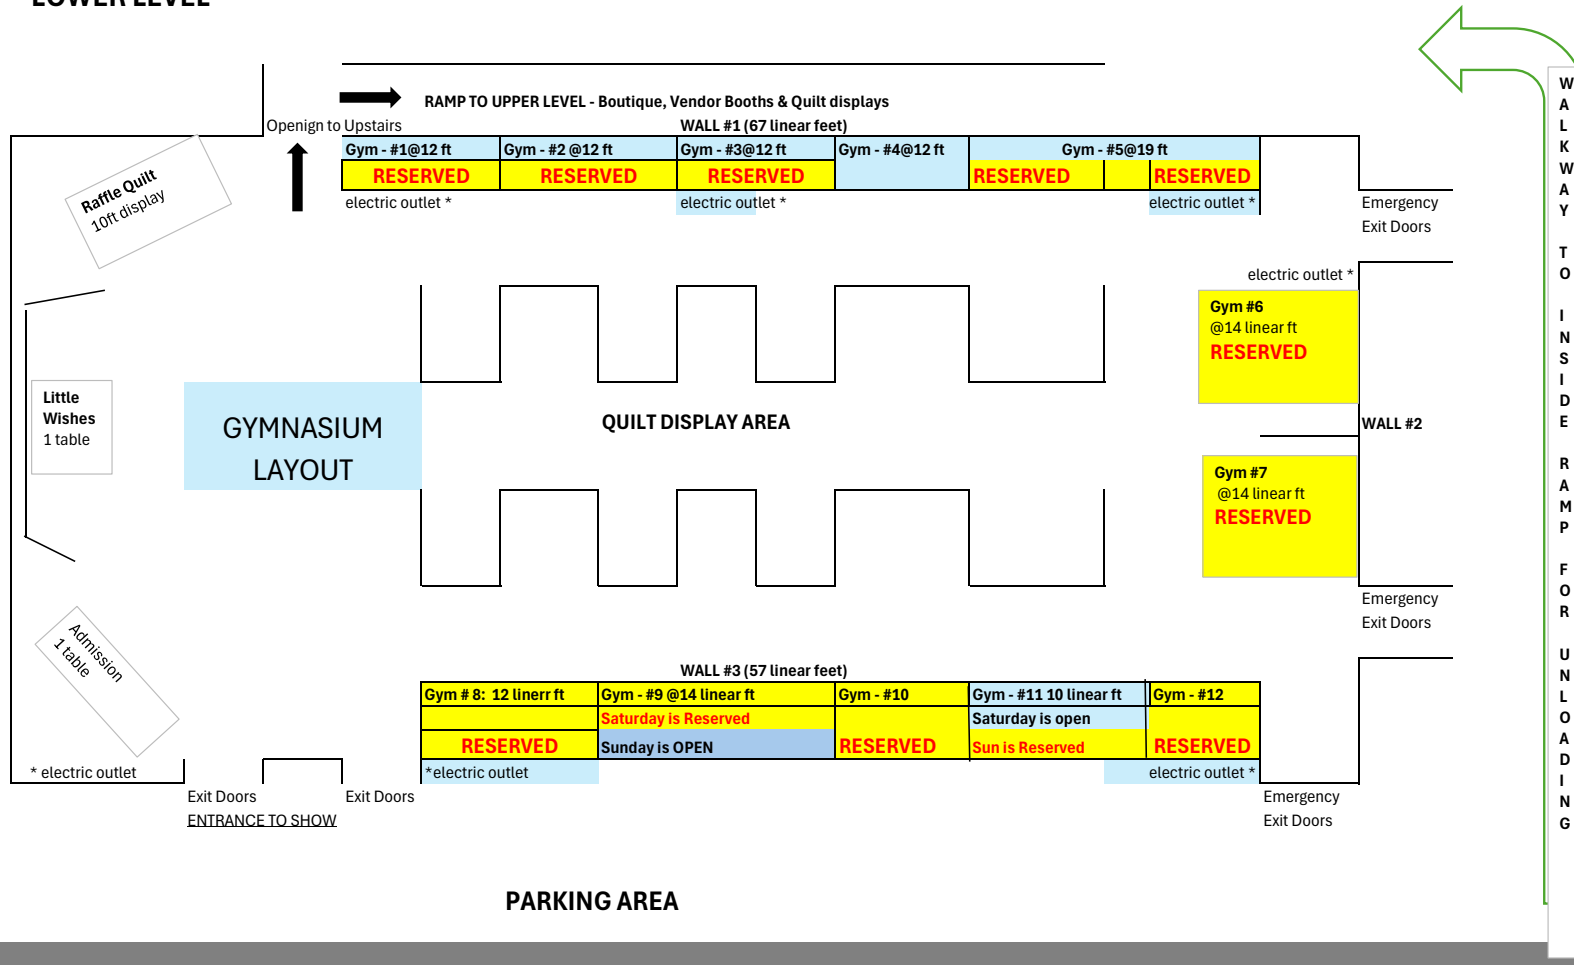 LOWER LEVEL
RAMP TO UPPER LEVEL - Boutique, Vendor Booths & Quilt displays
Openign to Upstairs
WALL #1 (67 linear feet)
Gym - #1@12 ft
Gym - #2 @12 ft
Gym - #3@12 ft
Gym - #4@12 ft
Gym - #5@19 ft
RESERVED
RESERVED
RESERVED
RESERVED
RESERVED
electric outlet *
electric outlet *
electric outlet *
Emergency
Exit Doors
Raffle Quilt
10ft display
electric outlet *
Gym #6
@14 linear ft
RESERVED
Little
Wishes
1 table
GYMNASIUM
LAYOUT
QUILT DISPLAY AREA
WALL #2
Gym #7
@14 linear ft
RESERVED
Emergency
Exit Doors
Admission
1 table
WALL #3 (57 linear feet)
Gym # 8: 12 linerr ft
Gym - #9 @14 linear ft
Gym - #10
Gym - #11 10 linear ft
Gym - #12
Saturday is Reserved
Saturday is open
RESERVED
Sunday is OPEN
RESERVED
Sun is Reserved
RESERVED
* electric outlet
*electric outlet
electric outlet *
Exit Doors
Exit Doors
Emergency
Exit Doors
ENTRANCE TO SHOW
PARKING AREA
WALKWAY TO INSIDE RAMP FOR UNLOADING